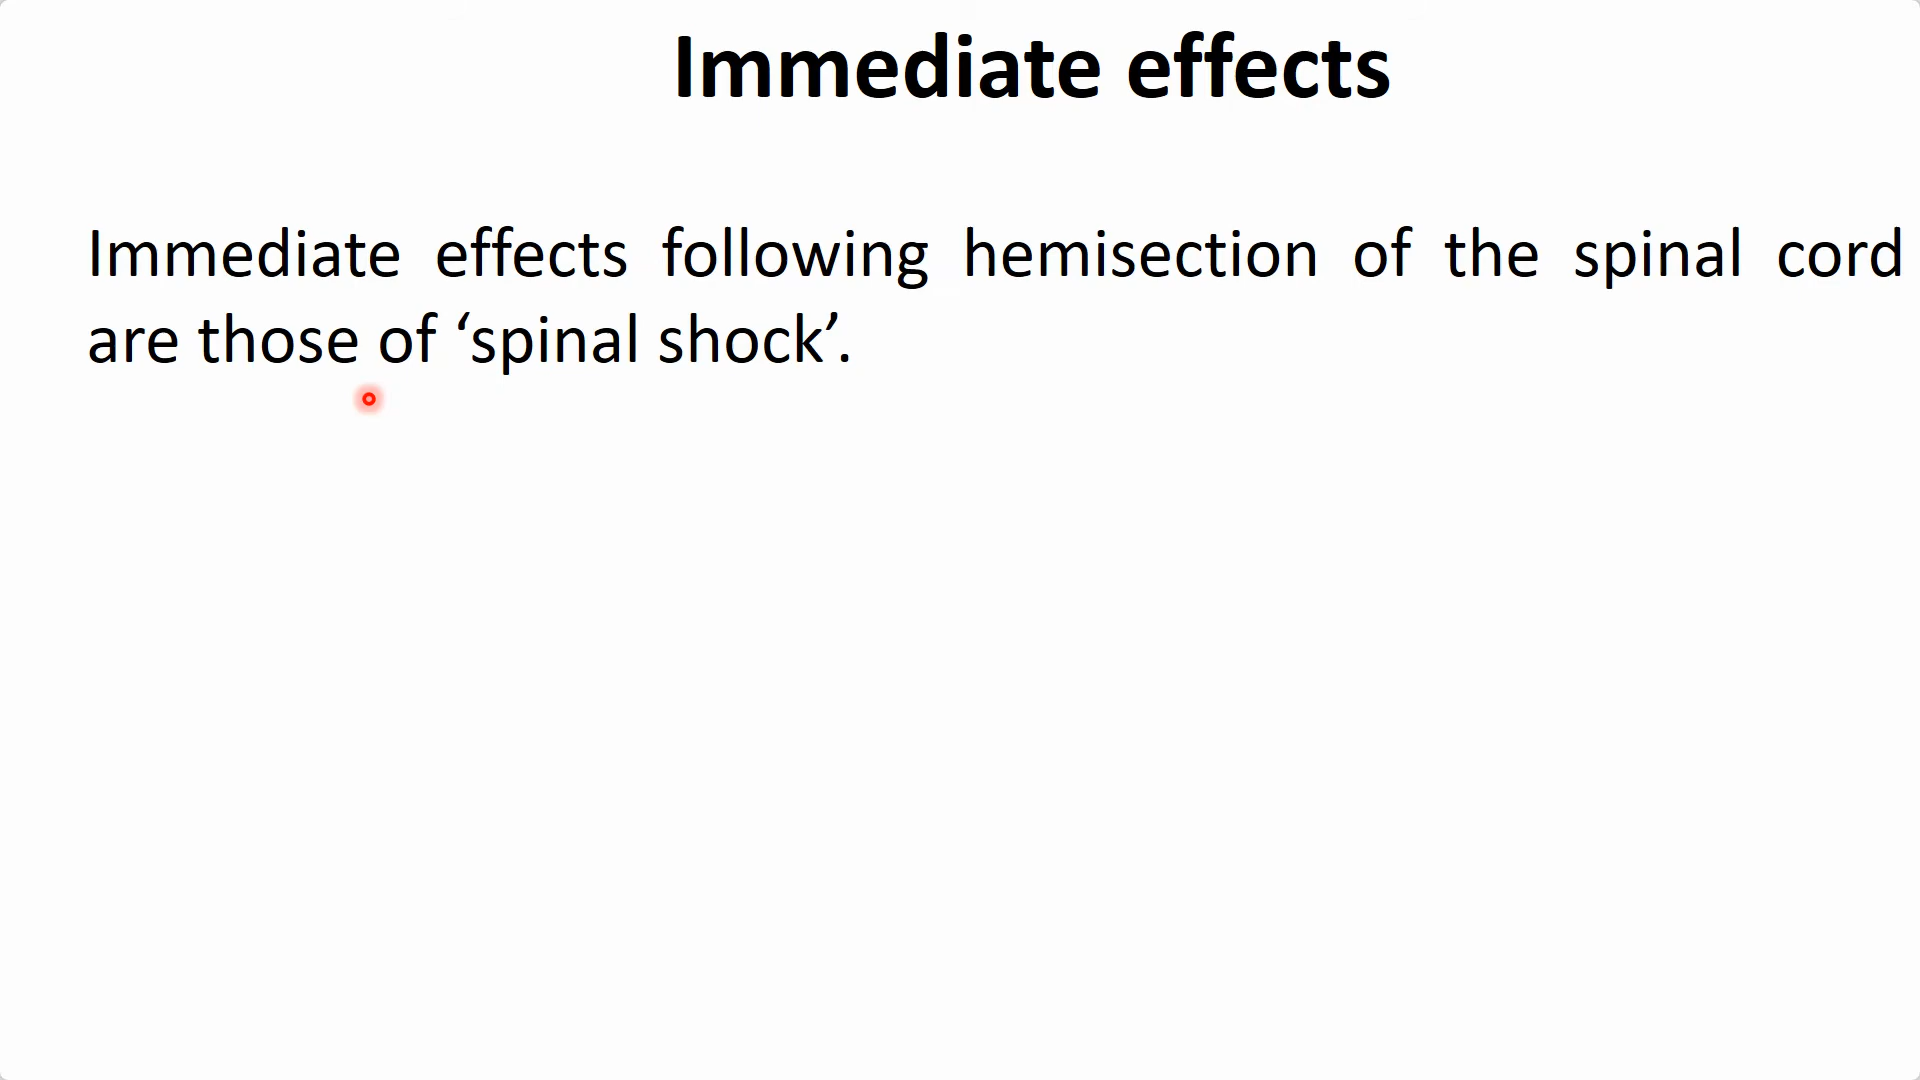 Immediate effects
Immediate effects following hemisection of the spinal cord
are those of ‘spinal shock’.